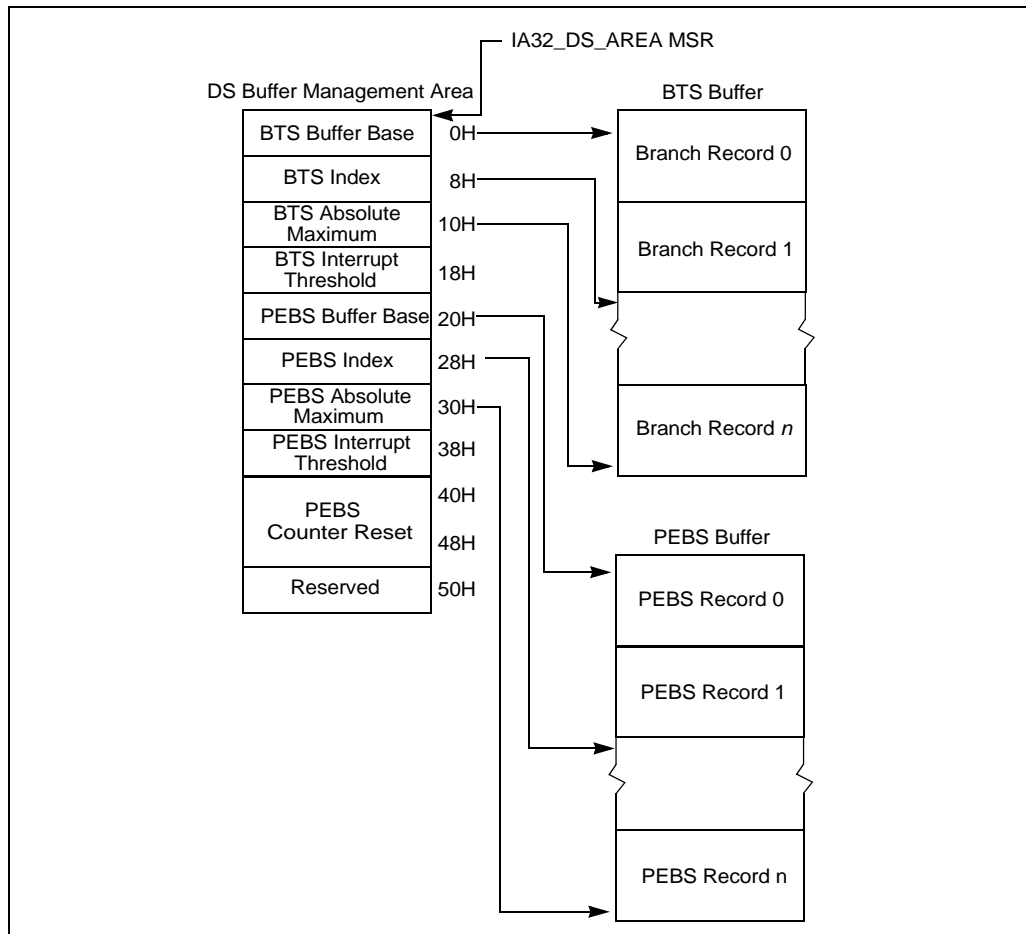 IA32_DS_AREA MSR
DS Buffer Management Area
BTS Buffer Base 0H
BTS Index 8H
BTS Absolute
Maximum 10H
BTS Interrupt
Threshold 18H
PEBS Buffer Base 20H
PEBS Index 28H
PEBS Absolute
Maximum 30H
PEBS Interrupt
Threshold 38H
40H
PEBS
Counter Reset
48H
Reserved 50H
BTS Buffer
Branch Record 0
Branch Record 1
Branch Record n
PEBS Buffer
PEBS Record 0
PEBS Record 1
PEBS Record n